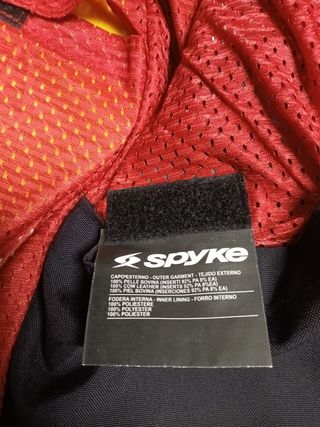 SPYKE
CAPO ESTERNO - OUTER GARMENT - TEJIDO EXTERNO
100% PELLE BOVINA (INSERTI 92% PA 8% EA)
100% COW LEATHER (INSERTS 92% PA 8%EA)
100% PIEL BOVINA (INSERCIONES 92% PA 8% EA)
FODERA INTERNA - INNER LINING - FORRO INTERNO
100% POLIESTERE
100% POLYESTER
100% POLIESTER